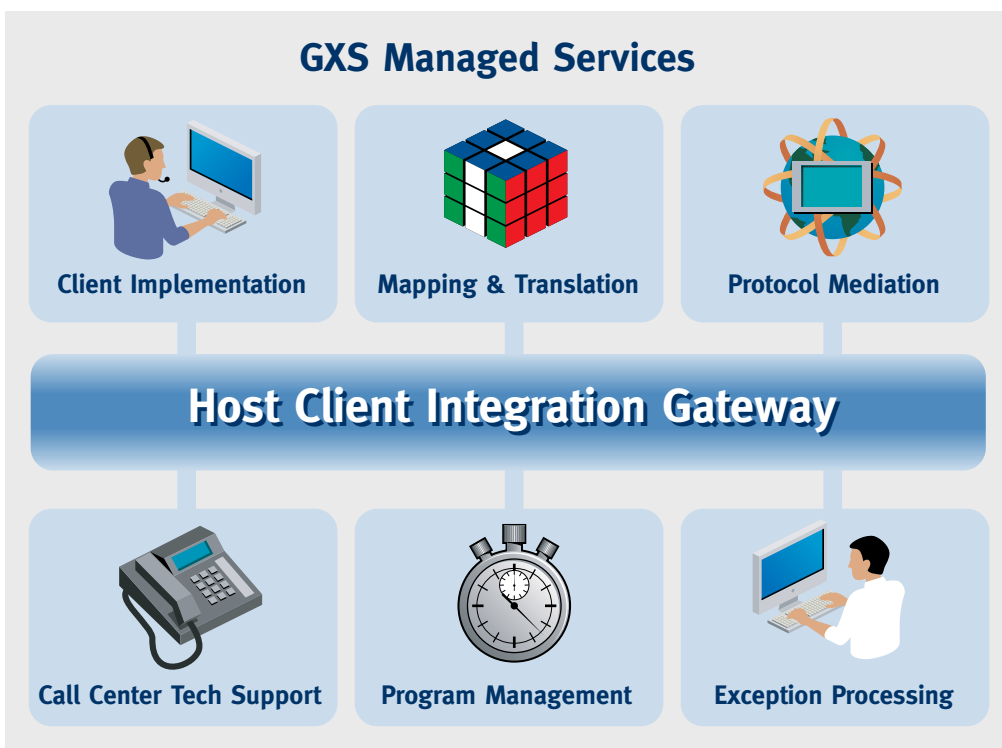 GXS Managed Services
Client Implementation
Mapping & Translation
Protocol Mediation
Host Client Integration Gateway
Call Center Tech Support
Program Management
Exception Processing